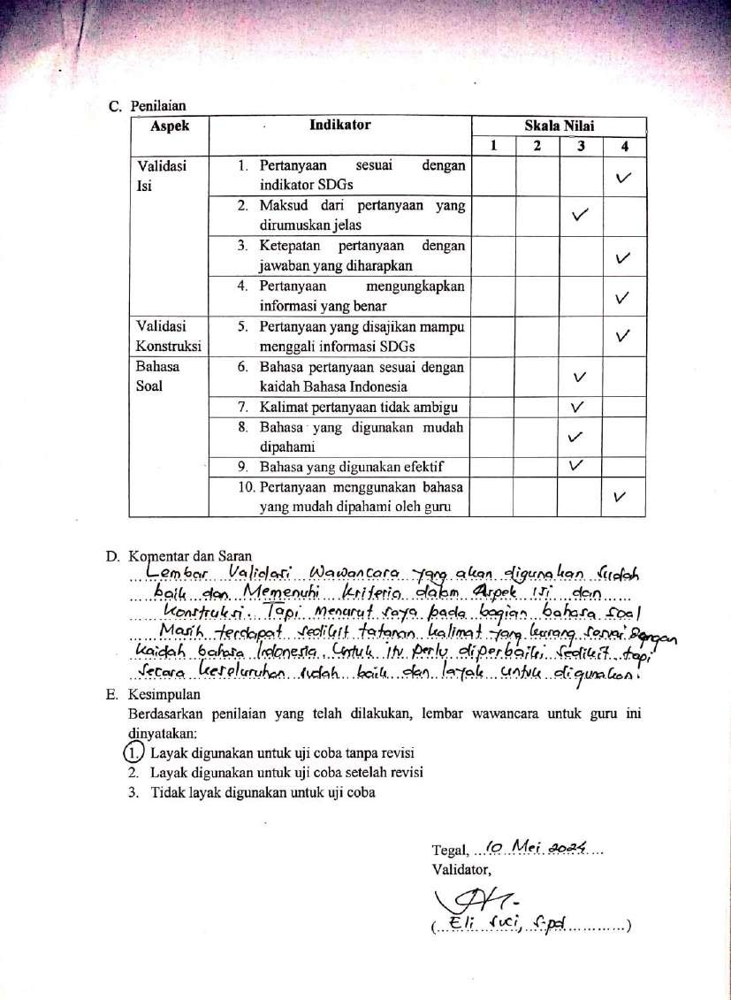 C. Penilaian
Aspek Indikator Skala Nilai
1 2 3 4
Validasi Isi
1. Pertanyaan sesuai dengan
indikator SDGs ✓
2. Maksud dari pertanyaan yang
dirumuskan jelas ✓
3. Ketepatan pertanyaan dengan
jawaban yang diharapkan ✓
4. Pertanyaan mengungkapkan
informasi yang benar ✓
Validasi Konstruksi
5. Pertanyaan yang disajikan mampu
menggali informasi SDGs ✓
Bahasa Soal
6. Bahasa pertanyaan sesuai dengan
kaidah Bahasa Indonesia ✓
7. Kalimat pertanyaan tidak ambigu ✓
8. Bahasa yang digunakan mudah
dipahami ✓
9. Bahasa yang digunakan efektif ✓
10. Pertanyaan menggunakan bahasa
yang mudah dipahami oleh guru ✓
D. Komentar dan Saran
Lembar Validasi Wawancara yang akan digunakan sudah
baik dan Memenuhi kriteria dalam Aspek isi dan
Konstruksi. Tapi menurut saya pada bagian bahasa soal
Masih terdapat sedikit tatanan kalimat yang kurang sesuai Dengan
kaidah bahasa Indonesia. Untuk itu perlu diperbaiki sedikit tapi
secara keseluruhan sudah baik dan layak untuk digunakan.
E. Kesimpulan
Berdasarkan penilaian yang telah dilakukan, lembar wawancara untuk guru ini
dinyatakan:
1. Layak digunakan untuk uji coba tanpa revisi
2. Layak digunakan untuk uji coba setelah revisi
3. Tidak layak digunakan untuk uji coba
Tegal, 10 Mei 2024
Validator,
(Eli Suci, S.pd)